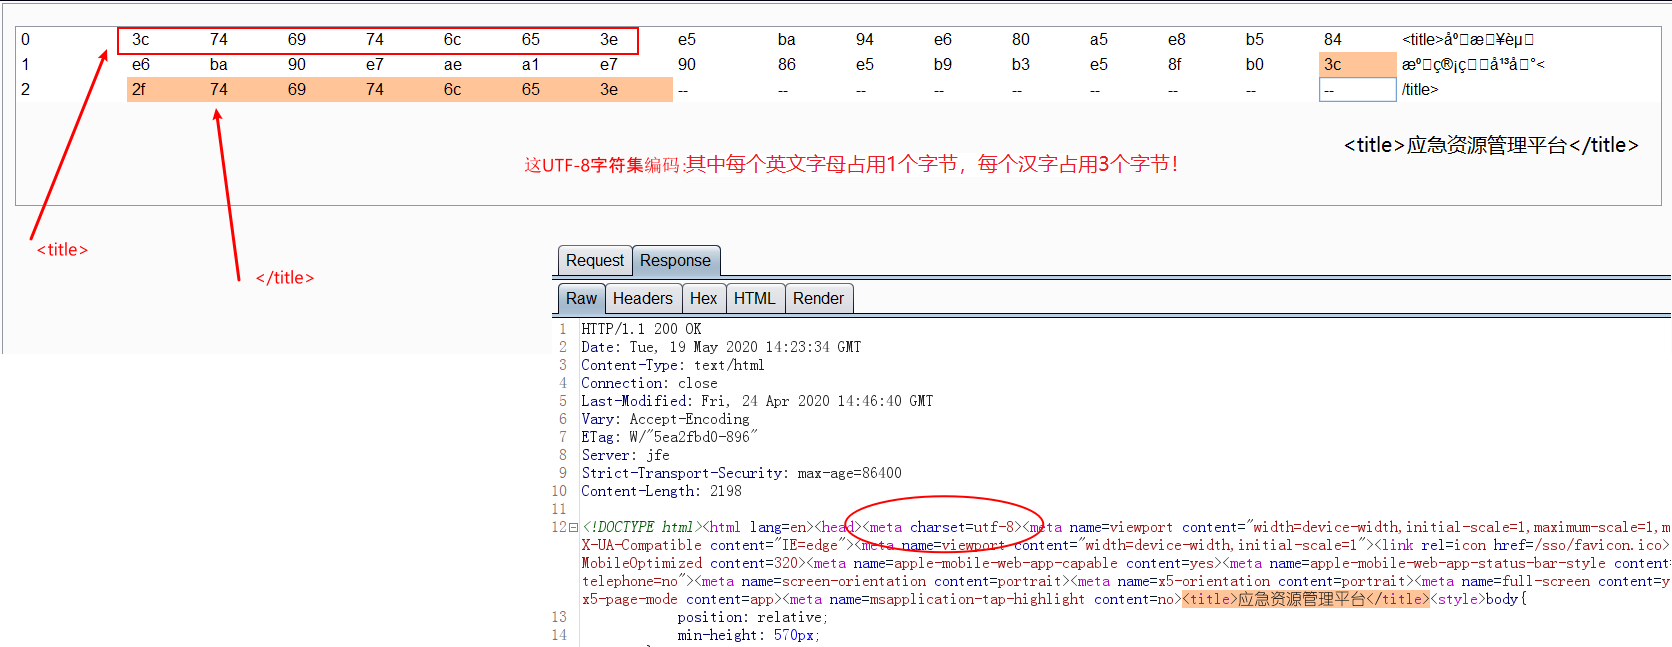 0 3c 74 69 74 6c 65 3e e5 ba 94 e6 80 a5 e8 b5 84 <title>åº□æ□¥èµ□
1 e6 ba 90 e7 ae a1 e7 90 86 e5 b9 b3 e5 8f b0 3c æº□ç®¡ç□□å¹³å□°<
2 2f 74 69 74 6c 65 3e -- -- -- -- -- -- -- -- -- /title>
<title>应急资源管理平台</title>
这UTF-8字符集编码:其中每个英文字母占用1个字节，每个汉字占用3个字节！
<title>
</title>
Request Response
Raw Headers Hex HTML Render
1 HTTP/1.1 200 OK
2 Date: Tue, 19 May 2020 14:23:34 GMT
3 Content-Type: text/html
4 Connection: close
5 Last-Modified: Fri, 24 Apr 2020 14:46:40 GMT
6 Vary: Accept-Encoding
7 ETag: W/"5ea2fbd0-896"
8 Server: jfe
9 Strict-Transport-Security: max-age=86400
10 Content-Length: 2198
11
12 <!DOCTYPE html><html lang=en><head><meta charset=utf-8><meta name=viewport content="width=device-width,initial-scale=1,maximum-scale=1,m
X-UA-Compatible content="IE=edge"><meta name=viewport content="width=device-width,initial-scale=1"><link rel=icon href=/sso/favicon.ico>
MobileOptimized content=320><meta name=apple-mobile-web-app-capable content=yes><meta name=apple-mobile-web-app-status-bar-style content=
telephone=no"><meta name=screen-orientation content=portrait><meta name=x5-orientation content=portrait><meta name=full-screen content=y
x5-page-mode content=app><meta name=msapplication-tap-highlight content=no><title>应急资源管理平台</title><style>body{
13 position: relative;
14 min-height: 570px;